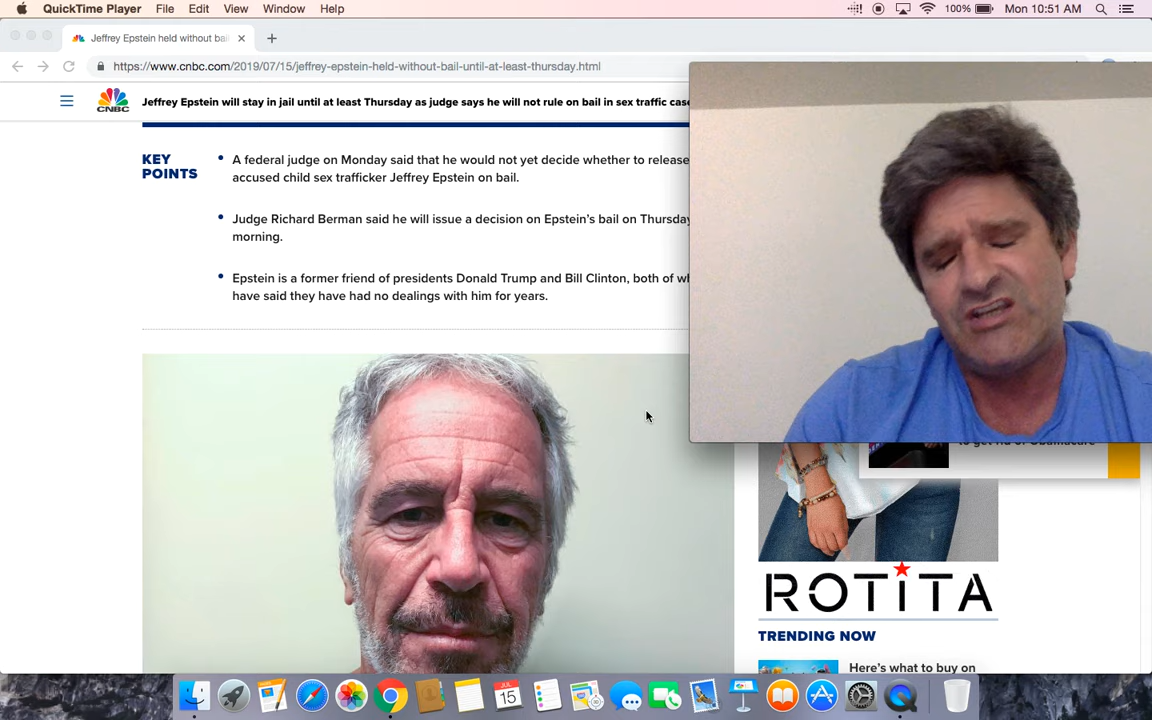 QuickTime Player File Edit View Window Help 100% Mon 10:51 AM
Jeffrey Epstein held without bai
https://www.cnbc.com/2019/07/15/jeffrey-epstein-held-without-bail-until-at-least-thursday.html
CNBC
Jeffrey Epstein will stay in jail until at least Thursday as judge says he will not rule on bail in sex traffic case
KEY
POINTS
A federal judge on Monday said that he would not yet decide whether to release
accused child sex trafficker Jeffrey Epstein on bail.
Judge Richard Berman said he will issue a decision on Epstein's bail on Thursday
morning.
Epstein is a former friend of presidents Donald Trump and Bill Clinton, both of wh
have said they have had no dealings with him for years.
ROTITA
TRENDING NOW
Here's what to buy on
JUL
15